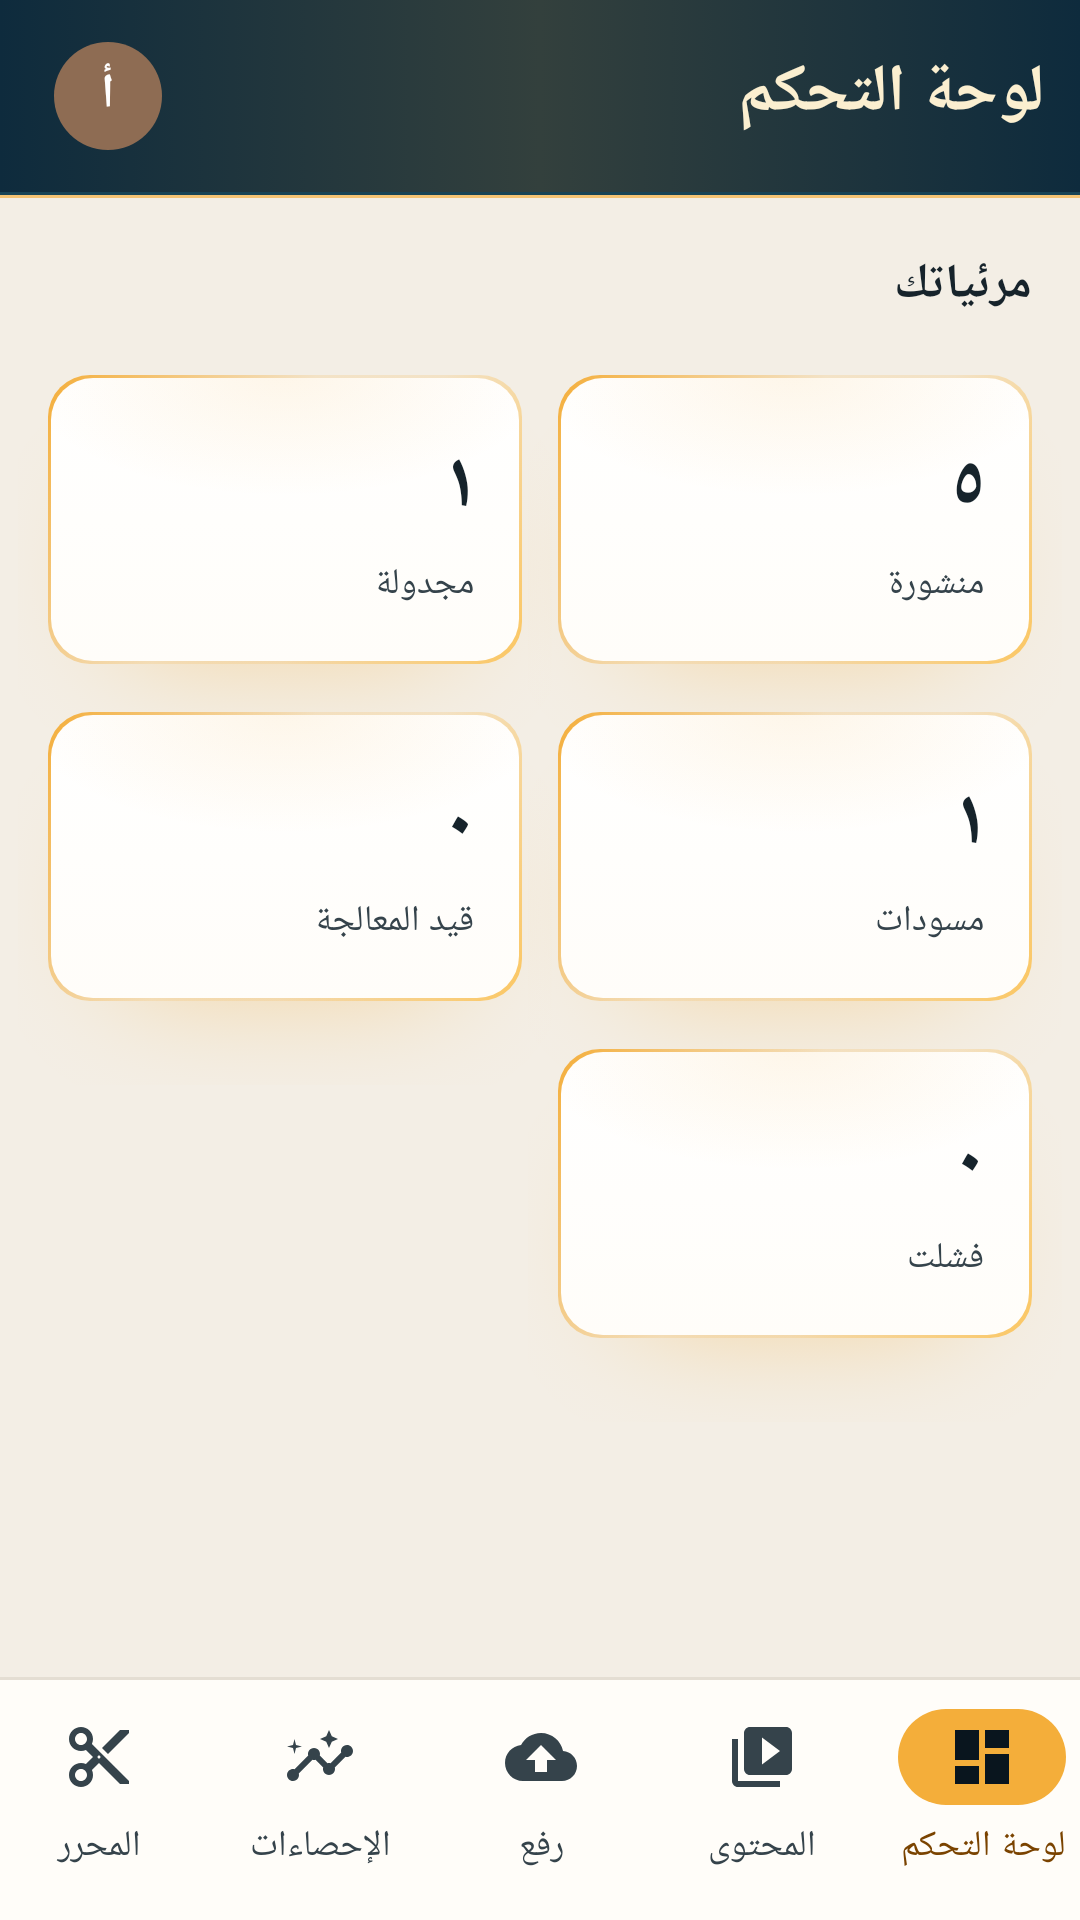 لوحة التحكم
أ
مرئياتك
٥
منشورة
١
مجدولة
١
مسودات
٠
قيد المعالجة
٠
فشلت
لوحة التحكم
المحتوى
رفع
الإحصاءات
المحرر